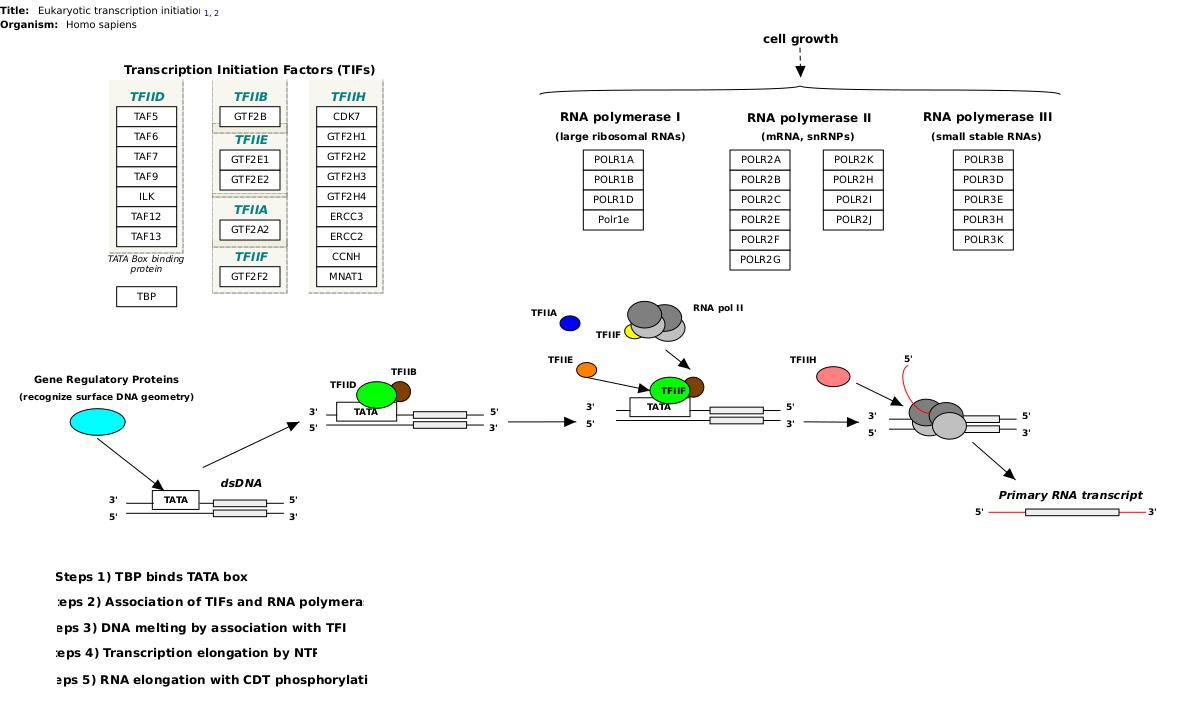 Title: Eukaryotic transcription initiation 1, 2
Organism: Homo sapiens
cell growth
Transcription Initiation Factors (TIFs)
TFIID
TAF5
TAF6
TAF7
TAF9
ILK
TAF12
TAF13
TATA Box binding
protein
TBP
TFIIB
GTF2B
TFIIE
GTF2E1
GTF2E2
TFIIA
GTF2A2
TFIIF
GTF2F2
TFIIH
CDK7
GTF2H1
GTF2H2
GTF2H3
GTF2H4
ERCC3
ERCC2
CCNH
MNAT1
RNA polymerase I
(large ribosomal RNAs)
POLR1A
POLR1B
POLR1D
Polr1e
RNA polymerase II
(mRNA, snRNPs)
POLR2A
POLR2B
POLR2C
POLR2E
POLR2F
POLR2G
POLR2K
POLR2H
POLR2I
POLR2J
RNA polymerase III
(small stable RNAs)
POLR3B
POLR3D
POLR3E
POLR3H
POLR3K
Gene Regulatory Proteins
(recognize surface DNA geometry)
dsDNA
3' TATA 5'
5' 3'
TFIIB
TFIID
TATA
3' 5'
5' 3'
TFIIA
RNA pol II
TFIIF
TFIIE
TFIIF
TATA
3' 5'
5' 3'
TFIIH
5'
3' 5'
5' 3'
Primary RNA transcript
5' 3'
Steps 1) TBP binds TATA box
teps 2) Association of TIFs and RNA polymera
eps 3) DNA melting by association with TFI
eps 4) Transcription elongation by NTP
eps 5) RNA elongation with CDT phosphorylati